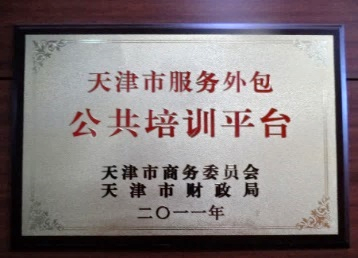 天津市服务外包
公共培训平台
天津市商务委员会
天津市财政局
二〇一一年